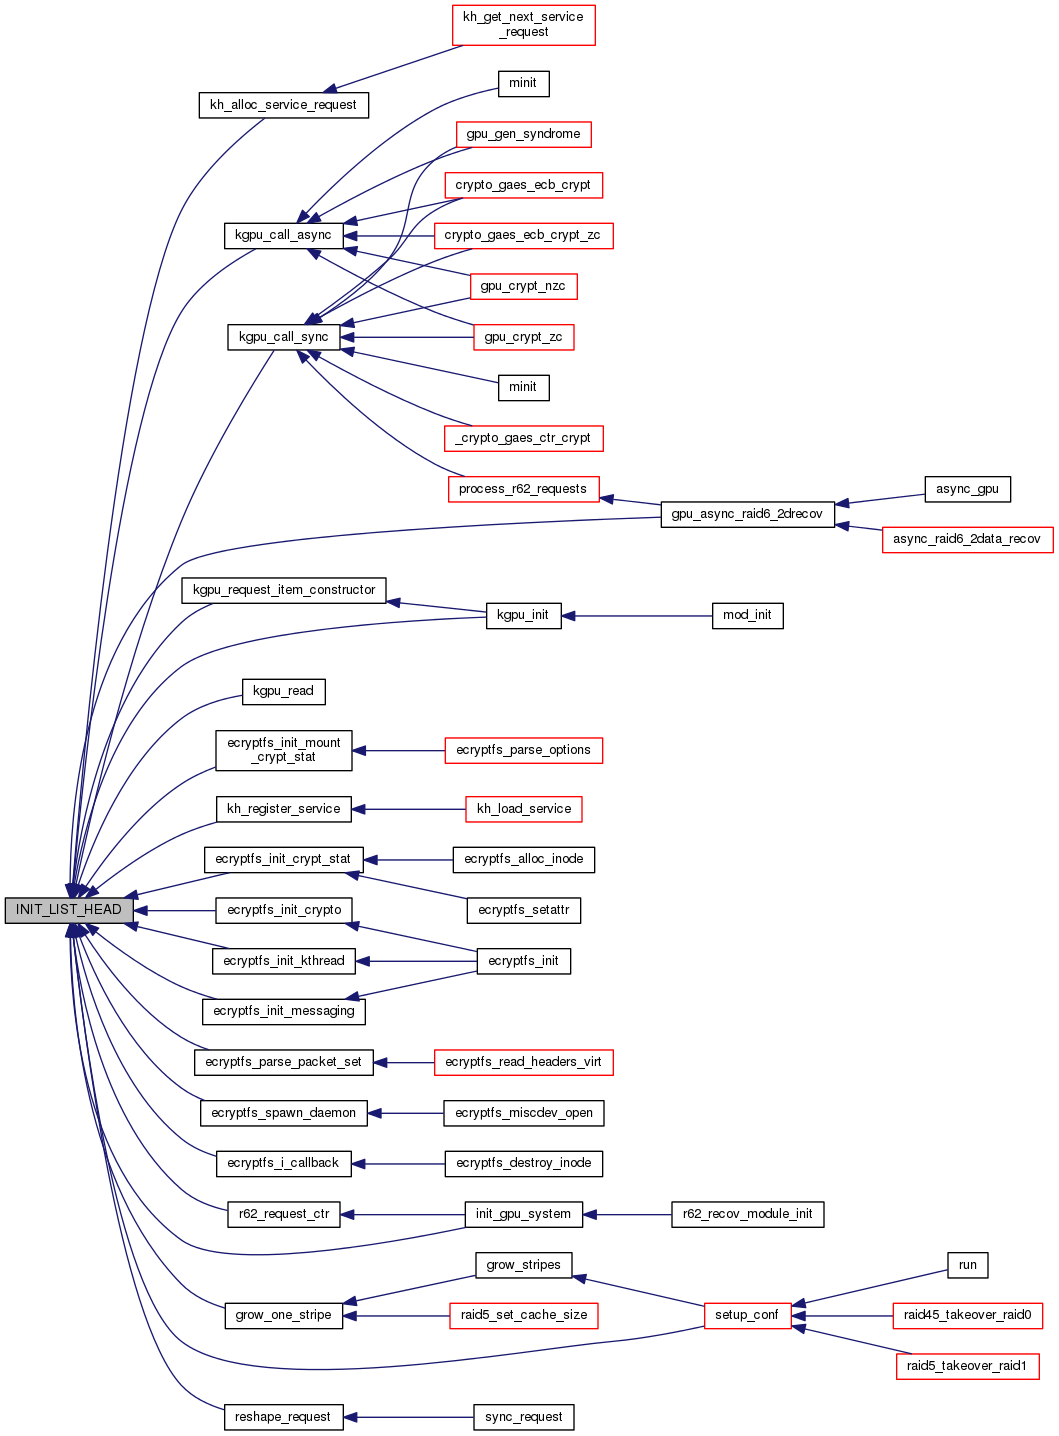 kh_get_next_service
_request
minit
kh_alloc_service_request
gpu_gen_syndrome
crypto_gaes_ecb_crypt
kgpu_call_async
crypto_gaes_ecb_crypt_zc
gpu_crypt_nzc
kgpu_call_sync
gpu_crypt_zc
minit
_crypto_gaes_ctr_crypt
process_r62_requests
async_gpu
gpu_async_raid6_2drecov
async_raid6_2data_recov
kgpu_request_item_constructor
kgpu_init
mod_init
kgpu_read
ecryptfs_init_mount
_crypt_stat
ecryptfs_parse_options
kh_register_service
kh_load_service
ecryptfs_init_crypt_stat
ecryptfs_alloc_inode
INIT_LIST_HEAD
ecryptfs_init_crypto
ecryptfs_setattr
ecryptfs_init_kthread
ecryptfs_init
ecryptfs_init_messaging
ecryptfs_parse_packet_set
ecryptfs_read_headers_virt
ecryptfs_spawn_daemon
ecryptfs_miscdev_open
ecryptfs_i_callback
ecryptfs_destroy_inode
r62_request_ctr
init_gpu_system
r62_recov_module_init
grow_stripes
run
grow_one_stripe
raid5_set_cache_size
setup_conf
raid45_takeover_raid0
raid5_takeover_raid1
reshape_request
sync_request